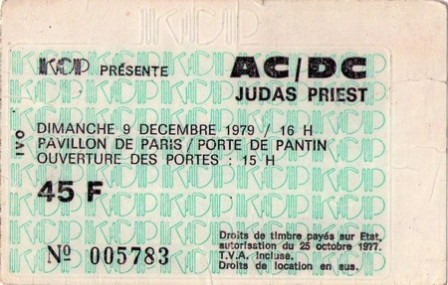 KCP PRÉSENTE AC/DC
JUDAS PRIEST
IVO
DIMANCHE 9 DECEMBRE 1979 / 16 H
PAVILLON DE PARIS / PORTE DE PANTIN
OUVERTURE DES PORTES : 15 H
45 F
Nº 005783
Droits de timbre payés sur Etat,
autorisation du 25 octobre 1977.
T.V.A. incluse.
Droits de location en sus.